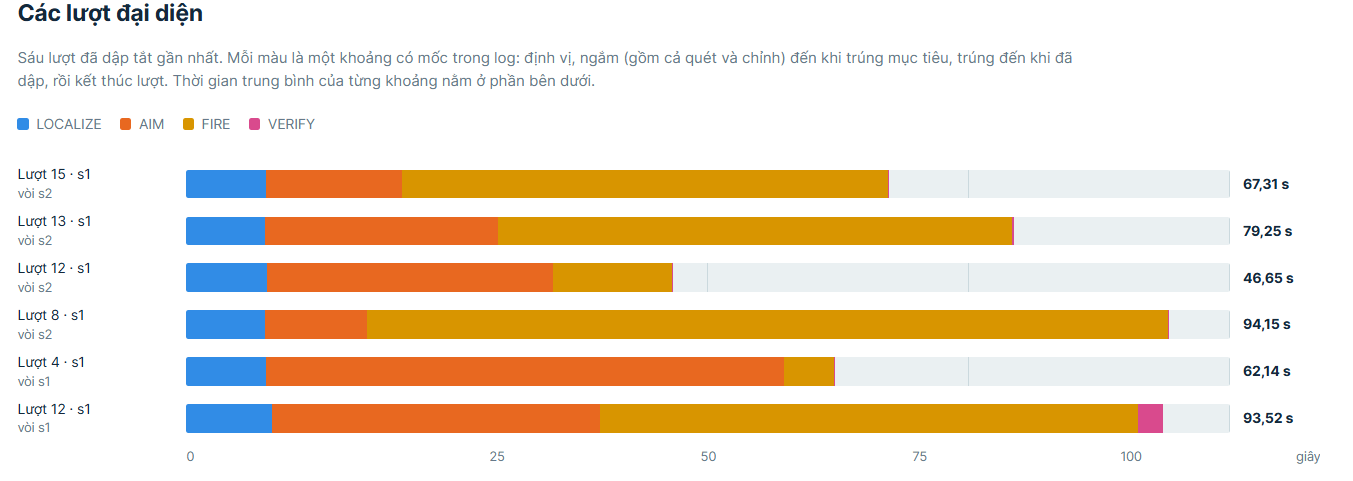 Các lượt đại diện
Sáu lượt đã dập tắt gần nhất. Mỗi màu là một khoảng có mốc trong log: định vị, ngắm (gồm cả quét và chỉnh) đến khi trúng mục tiêu, trúng đến khi đã
dập, rồi kết thúc lượt. Thời gian trung bình của từng khoảng nằm ở phần bên dưới.
LOCALIZE AIM FIRE VERIFY
Lượt 15 · s1
vòi s2
67,31 s
Lượt 13 · s1
vòi s2
79,25 s
Lượt 12 · s1
vòi s2
46,65 s
Lượt 8 · s1
vòi s2
94,15 s
Lượt 4 · s1
vòi s1
62,14 s
Lượt 12 · s1
vòi s1
93,52 s
0 25 50 75 100 giây